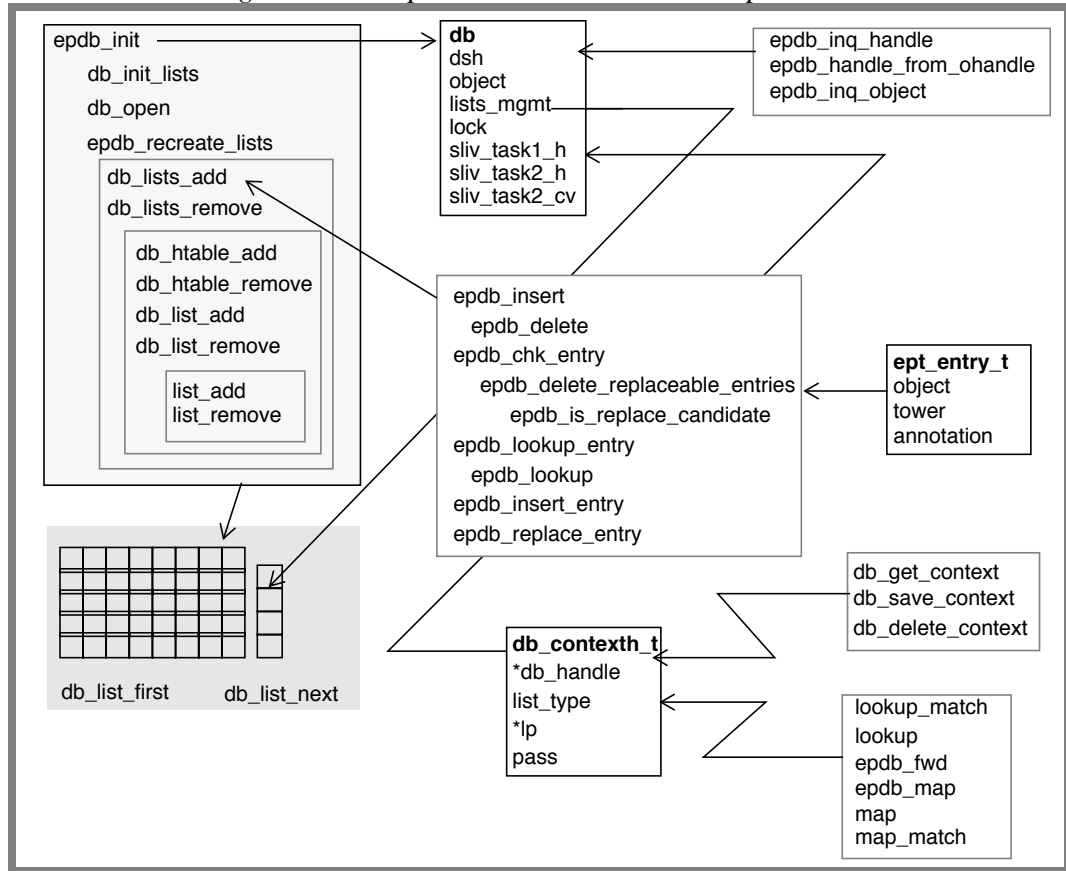 epdb_init
db_init_lists
db_open
epdb_recreate_lists
db_lists_add
db_lists_remove
db_htable_add
db_htable_remove
db_list_add
db_list_remove
list_add
list_remove
db
dsh
object
lists_mgmt
lock
sliv_task1_h
sliv_task2_h
sliv_task2_cv
epdb_inq_handle
epdb_handle_from_ohandle
epdb_inq_object
epdb_insert
epdb_delete
epdb_chk_entry
epdb_delete_replaceable_entries
epdb_is_replace_candidate
epdb_lookup_entry
epdb_lookup
epdb_insert_entry
epdb_replace_entry
ept_entry_t
object
tower
annotation
db_list_first
db_list_next
db_contexth_t
*db_handle
list_type
*lp
pass
db_get_context
db_save_context
db_delete_context
lookup_match
lookup
epdb_fwd
epdb_map
map
map_match